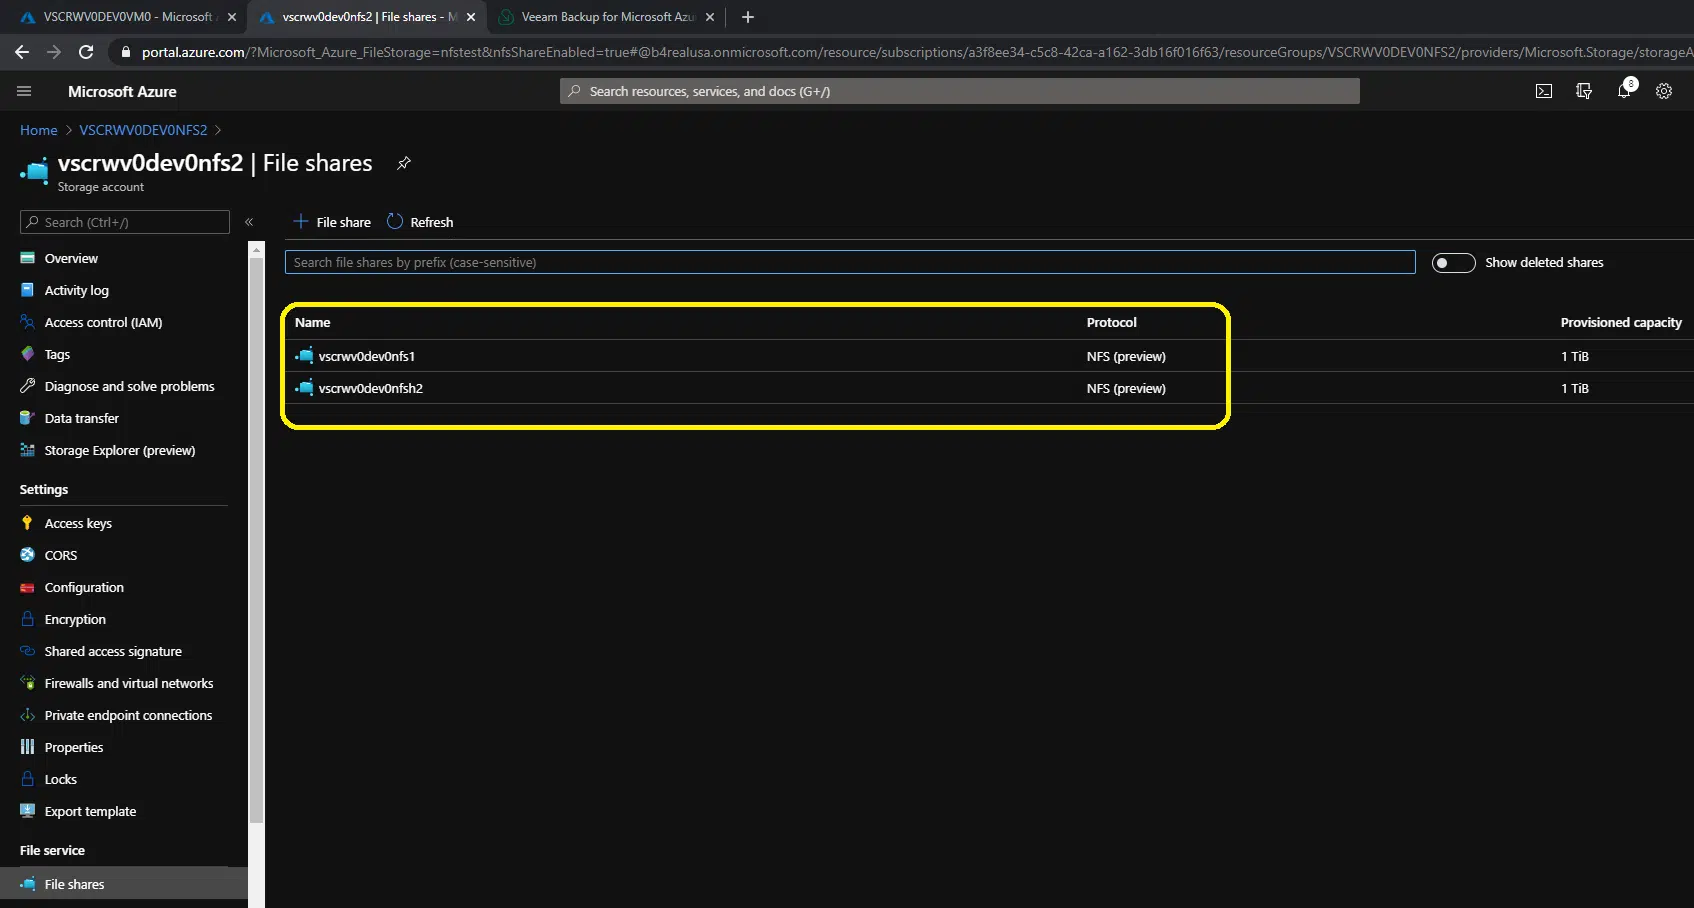 VSCRWV0DEV0VM0 - Microsoft
vscrwv0dev0nfs2 | File shares - M
Veeam Backup for Microsoft Azu
portal.azure.com/?Microsoft_Azure_FileStorage=nfstest&nfsShareEnabled=true#@b4realusa.onmicrosoft.com/resource/subscriptions/a3f8ee34-c5c8-42ca-a162-3db16f016f63/resourceGroups/VSCRWV0DEV0NFS2/providers/Microsoft.Storage/storageA
Microsoft Azure
Search resources, services, and docs (G+/)
8
Home > VSCRWV0DEV0NFS2 >
vscrwv0dev0nfs2 | File shares
Storage account
Search (Ctrl+/)
«
File share
Refresh
Search file shares by prefix (case-sensitive)
Show deleted shares
Name Protocol Provisioned capacity
vscrwv0dev0nfs1 NFS (preview) 1 TiB
vscrwv0dev0nfsh2 NFS (preview) 1 TiB
Overview
Activity log
Access control (IAM)
Tags
Diagnose and solve problems
Data transfer
Storage Explorer (preview)
Settings
Access keys
CORS
Configuration
Encryption
Shared access signature
Firewalls and virtual networks
Private endpoint connections
Properties
Locks
Export template
File service
File shares